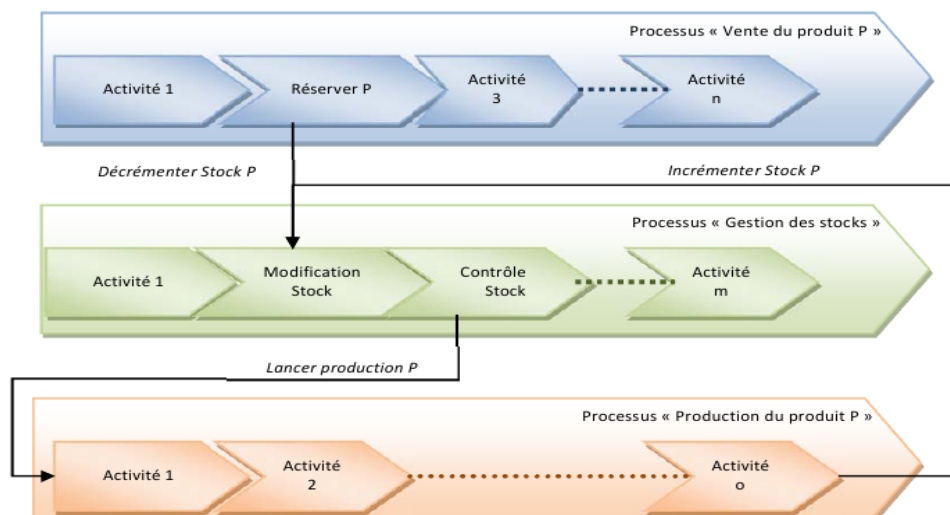 Processus « Vente du produit P »
Activité 1
Réserver P
Activité
3
Activité
n
Décrémenter Stock P
Incrémenter Stock P
Processus « Gestion des stocks »
Activité 1
Modification
Stock
Contrôle
Stock
Activité
m
Lancer production P
Processus « Production du produit P »
Activité 1
Activité
2
Activité
o